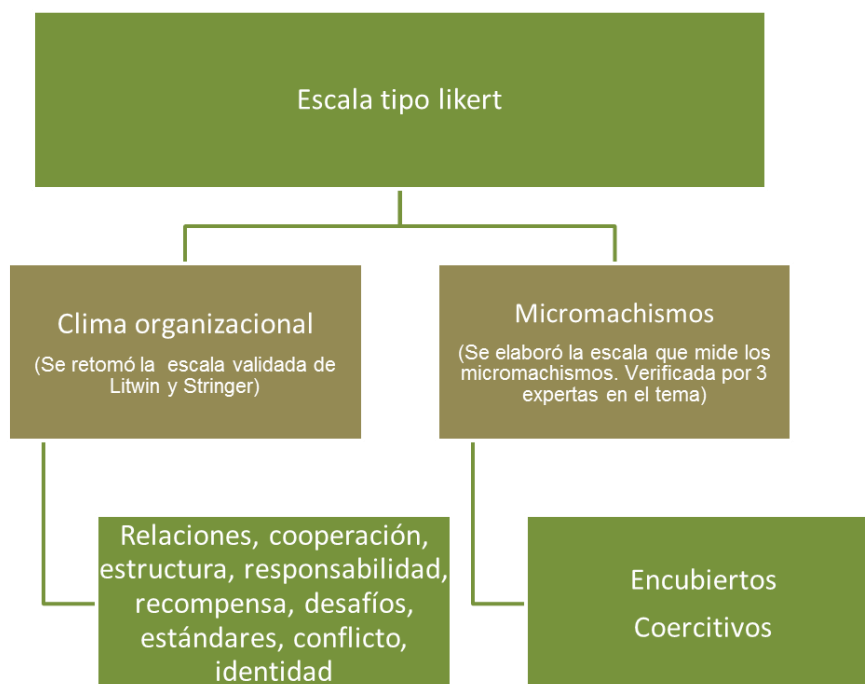 Escala tipo likert
Clima organizacional
(Se retomó la escala validada de
Litwin y Stringer)
Micromachismos
(Se elaboró la escala que mide los
micromachismos. Verificada por 3
expertas en el tema)
Relaciones, cooperación,
estructura, responsabilidad,
recompensa, desafíos,
estándares, conflicto,
identidad
Encubiertos
Coercitivos